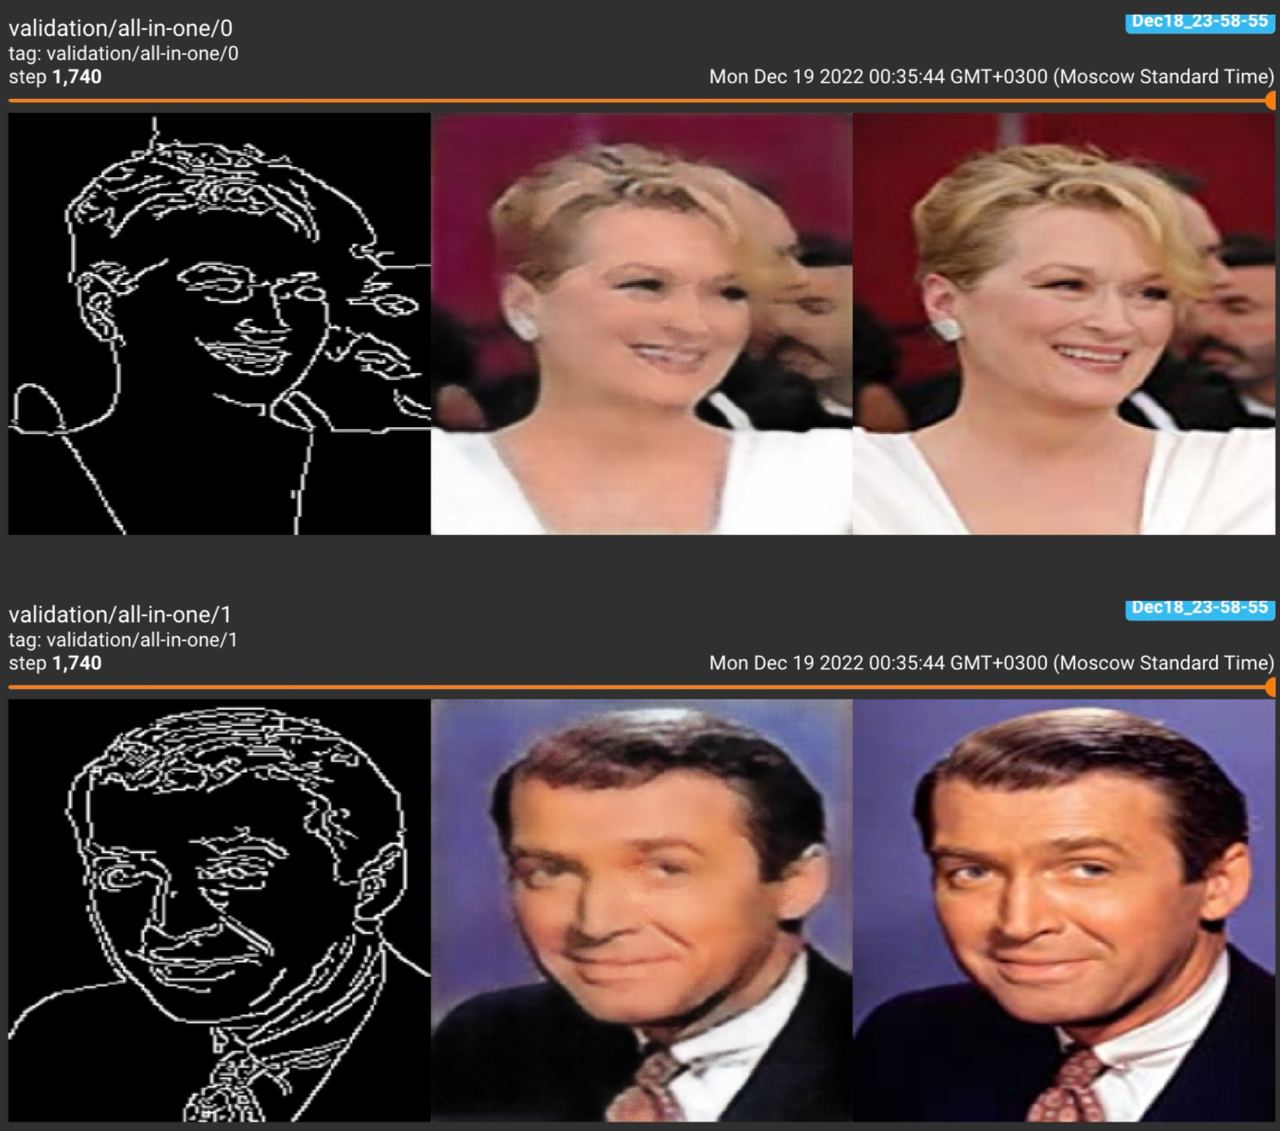 validation/all-in-one/0
Dec18_23-58-55
tag: validation/all-in-one/0
step 1,740
Mon Dec 19 2022 00:35:44 GMT+0300 (Moscow Standard Time)
validation/all-in-one/1
Dec18_23-58-55
tag: validation/all-in-one/1
step 1,740
Mon Dec 19 2022 00:35:44 GMT+0300 (Moscow Standard Time)